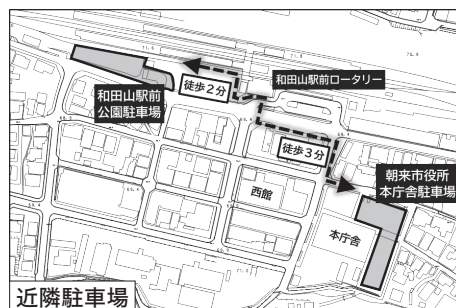 和田山駅前ロータリー
徒歩2分
和田山駅前
公園駐車場
徒歩3分
朝来市役所
本庁舎駐車場
西館
本庁舎
近隣駐車場